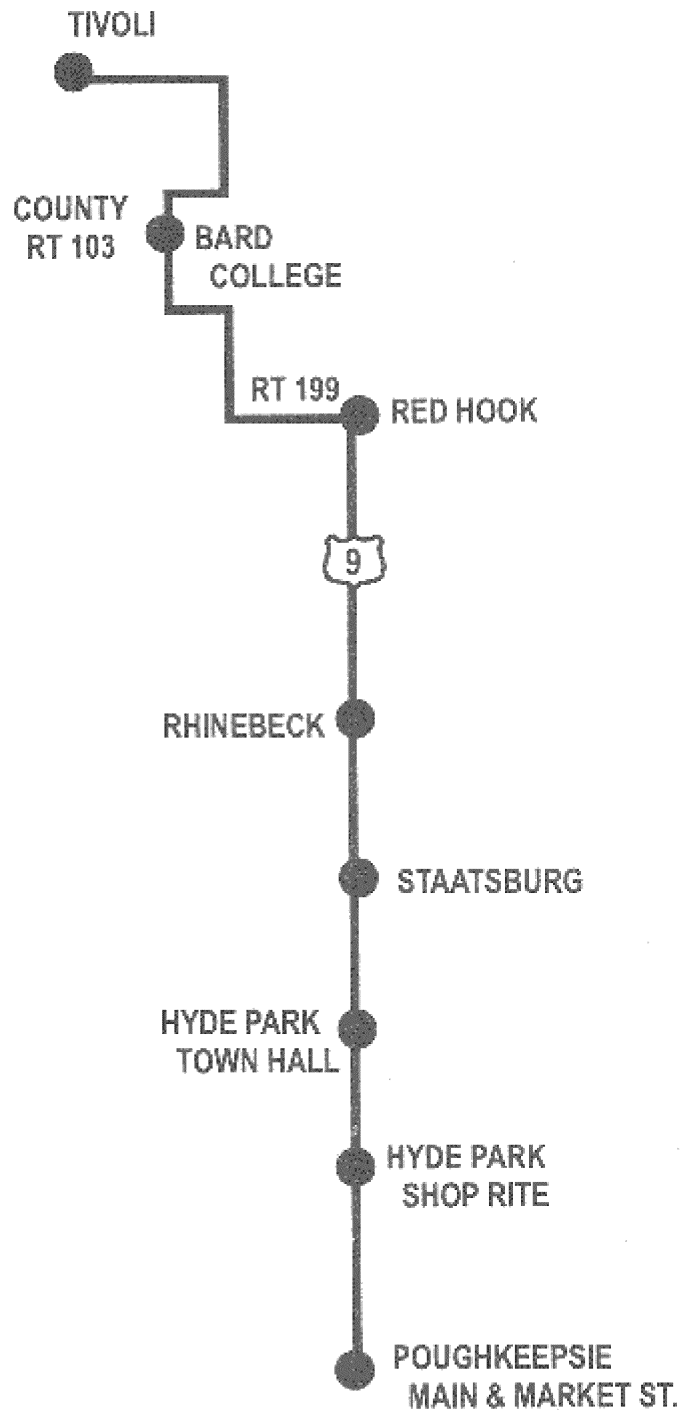 TIVOLI
COUNTY
RT 103
BARD
COLLEGE
RT 199
RED HOOK
9
RHINEBECK
STAATSBURG
HYDE PARK
TOWN HALL
HYDE PARK
SHOP RITE
POUGHKEEPSIE
MAIN & MARKET ST.